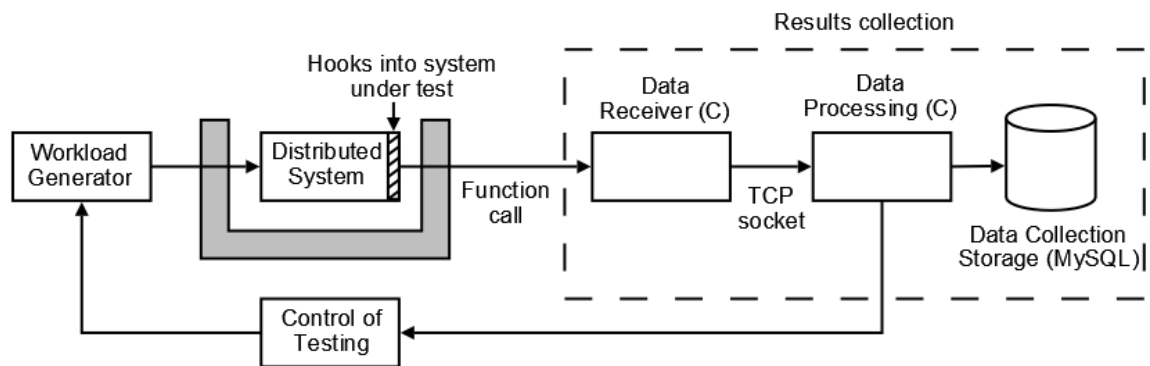 Results collection
Hooks into system
under test
Data
Receiver (C)
Data
Processing (C)
Workload
Generator
Distributed
System
Function
call
TCP
socket
Data Collection
Storage (MySQL)
Control of
Testing